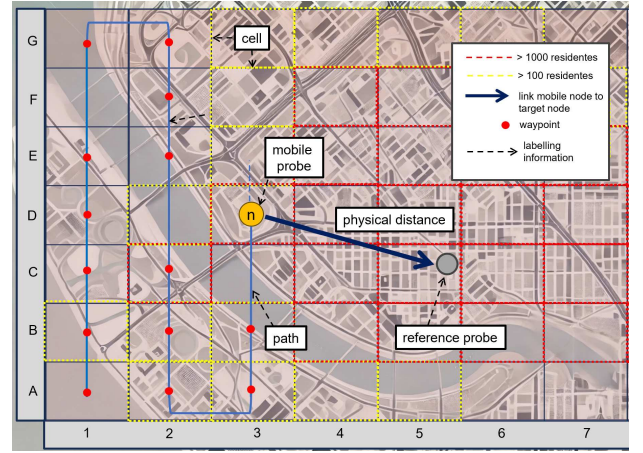 G
cell
> 1000 residentes
> 100 residentes
link mobile node to
target node
waypoint
labelling
information
F
E
mobile
probe
D
n
physical distance
C
B
path
reference probe
A
1 2 3 4 5 6 7